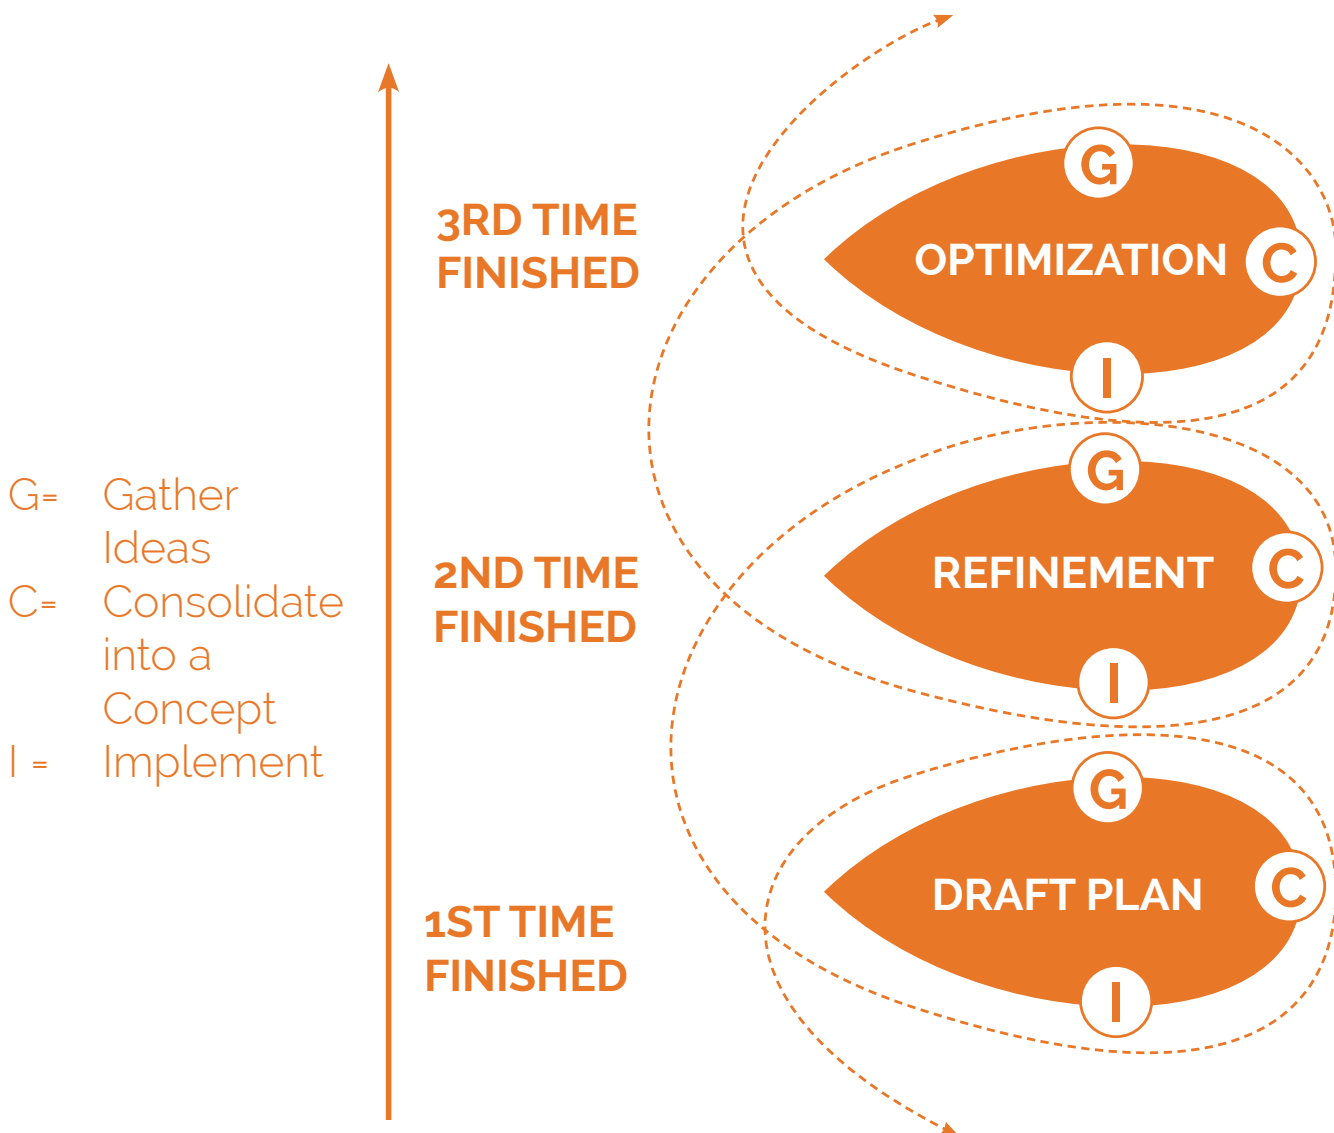 G= Gather
Ideas
C= Consolidate
into a
Concept
I = Implement
3RD TIME
FINISHED
2ND TIME
FINISHED
1ST TIME
FINISHED
G
OPTIMIZATION
C
I
G
REFINEMENT
C
I
G
DRAFT PLAN
C
I